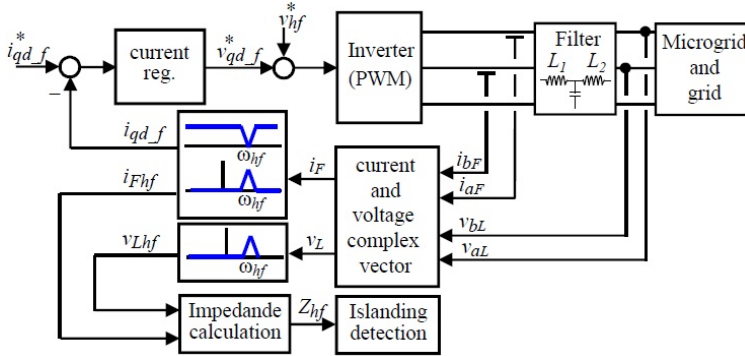 i*qd_f
current
reg.
v*qd_f
v*hf
Inverter
(PWM)
Filter
L1 L2
Microgrid
and
grid
−
iqd_f
ωhf
iFhf
ωhf
iF
current
and
voltage
complex
vector
ibF
iaF
vbL
vaL
vLhf
ωhf
vL
Impedande
calculation
Zhf
Islanding
detection